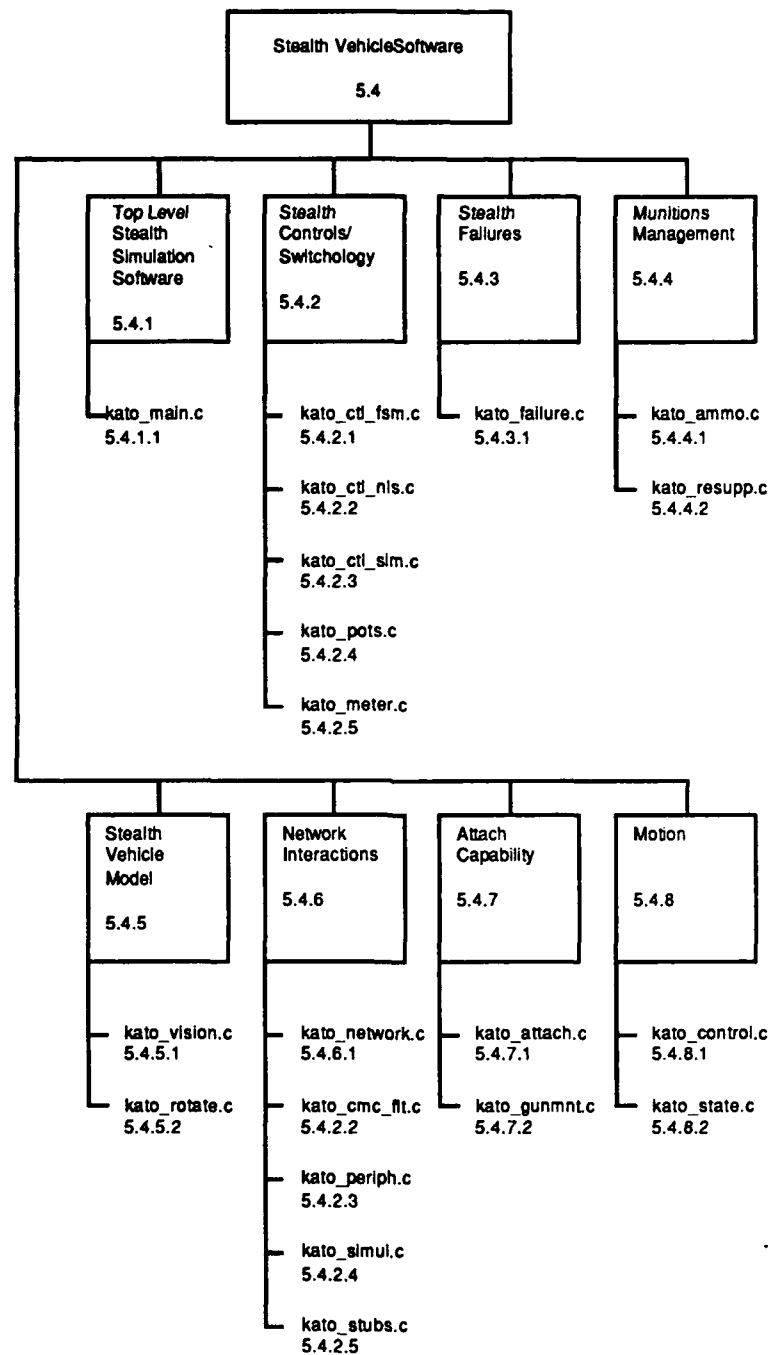 Stealth VehicleSoftware
5.4
Top Level
Stealth
Simulation
Software
5.4.1
kato_main.c
5.4.1.1
Stealth
Controls/
Switchology
5.4.2
kato_ctl_fsm.c
5.4.2.1
kato_ctl_nls.c
5.4.2.2
kato_ctl_sim.c
5.4.2.3
kato_pots.c
5.4.2.4
kato_meter.c
5.4.2.5
Stealth
Failures
5.4.3
kato_failure.c
5.4.3.1
Munitions
Management
5.4.4
kato_ammo.c
5.4.4.1
kato_resupp.c
5.4.4.2
Stealth
Vehicle
Model
5.4.5
kato_vision.c
5.4.5.1
kato_rotate.c
5.4.5.2
Network
Interactions
5.4.6
kato_network.c
5.4.6.1
kato_cmc_flt.c
5.4.2.2
kato_periph.c
5.4.2.3
kato_simul.c
5.4.2.4
kato_stubs.c
5.4.2.5
Attach
Capability
5.4.7
kato_attach.c
5.4.7.1
kato_gunmnt.c
5.4.7.2
Motion
5.4.8
kato_control.c
5.4.8.1
kato_state.c
5.4.8.2